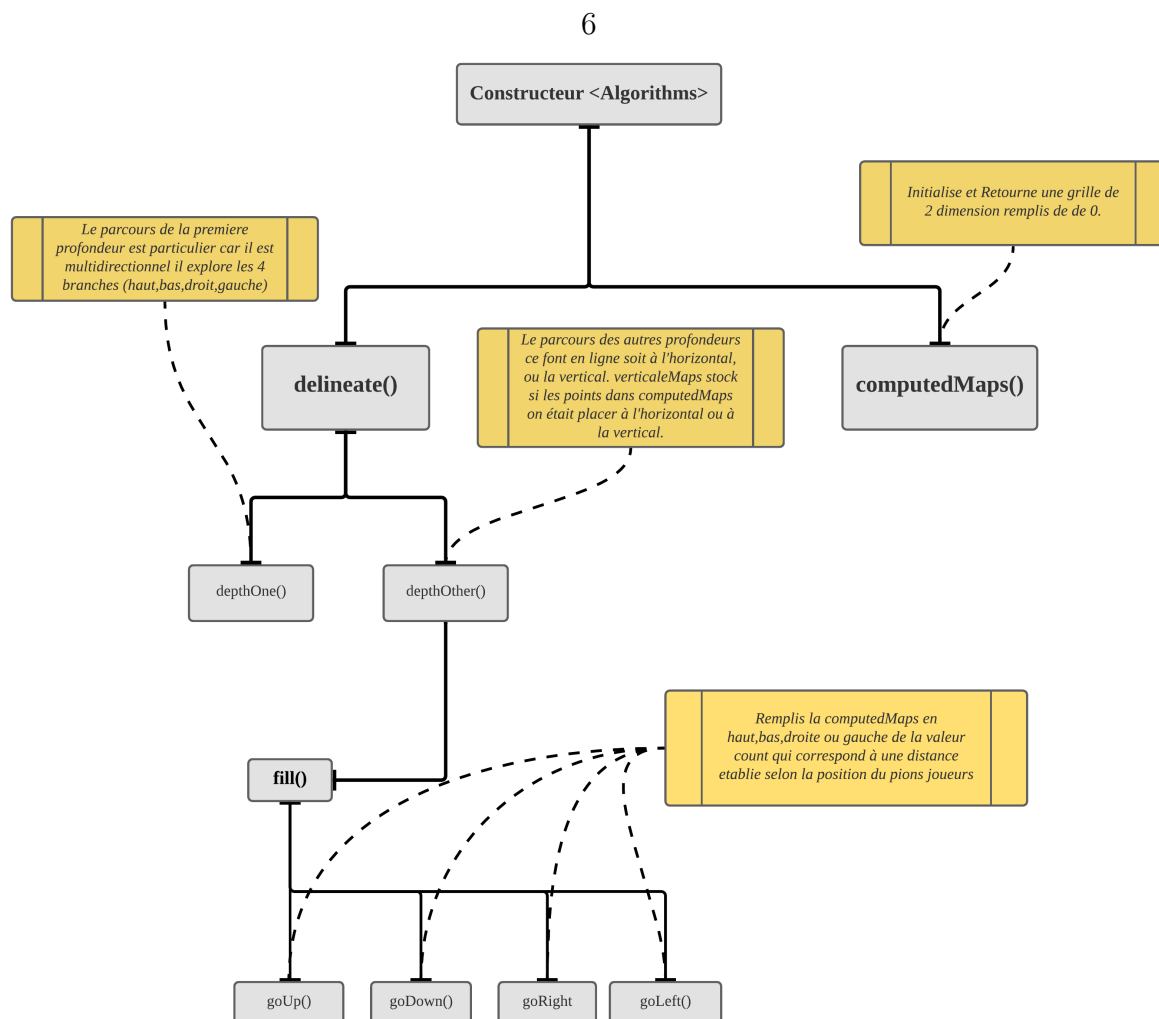 6
Constructeur <Algorithms>
Initialise et Retourne une grille de
2 dimension remplis de de 0.
Le parcours de la premiere
profondeur est particulier car il est
multidirectionnel il explore les 4
branches (haut,bas,droit,gauche)
Le parcours des autres profondeurs
ce font en ligne soit à l'horizontal,
ou la vertical. verticaleMaps stock
si les points dans computedMaps
on était placer à l'horizontal ou à
la vertical.
delineate()
computedMaps()
depthOne()
depthOther()
Remplis la computedMaps en
haut,bas,droite ou gauche de la valeur
count qui correspond à une distance
etablie selon la position du pions joueurs
fill()
goUp()
goDown()
goRight
goLeft()